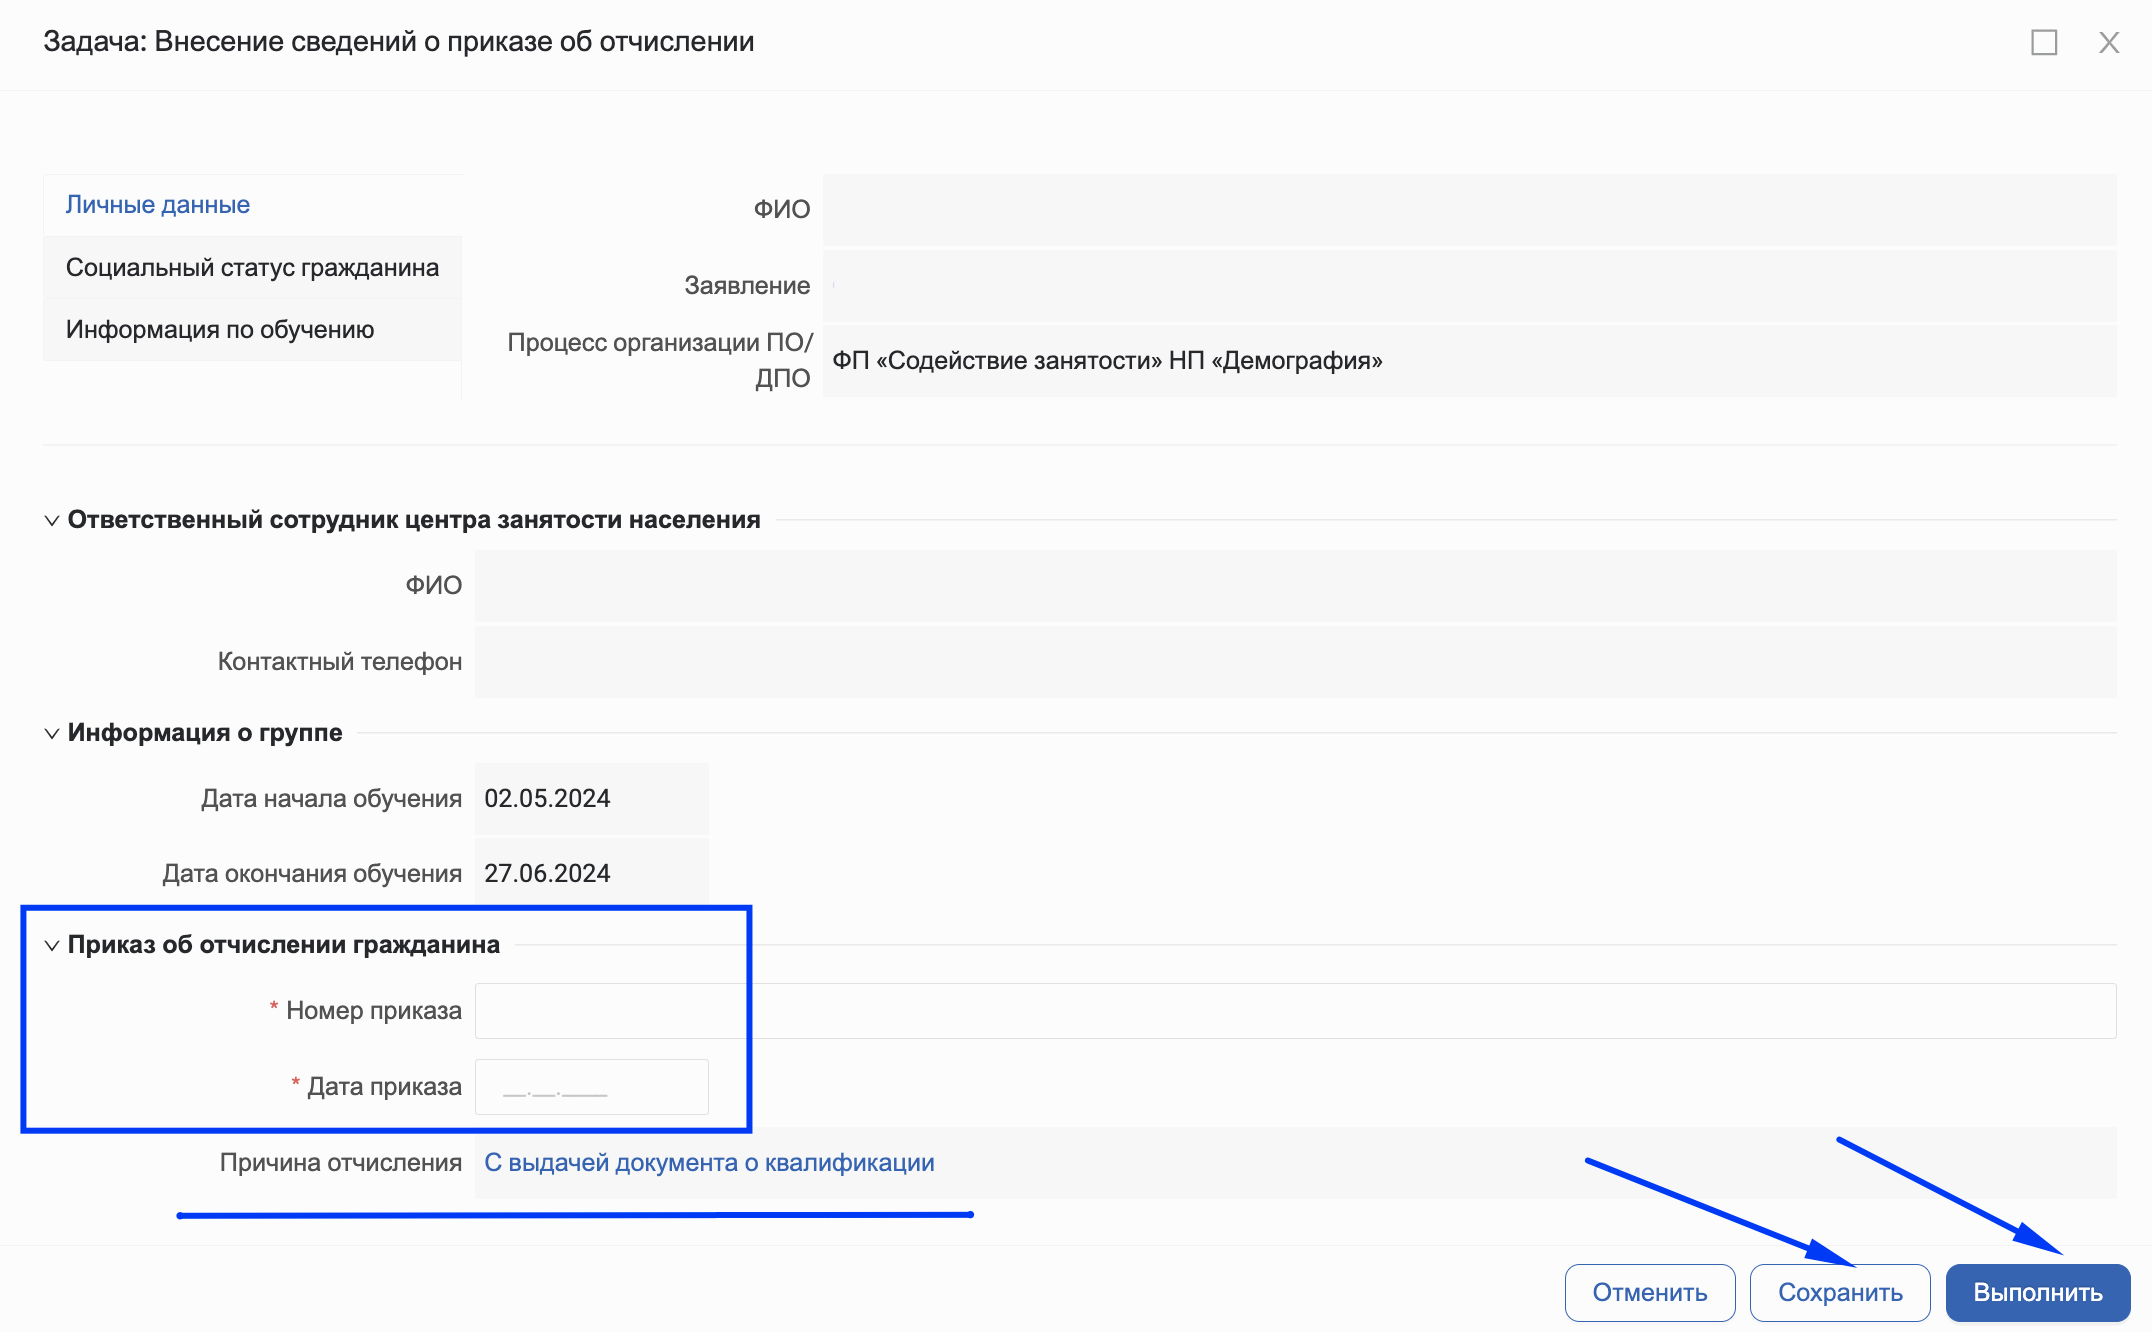 Задача: Внесение сведений о приказе об отчислении
Личные данные
Социальный статус гражданина
Информация по обучению
ФИО
Заявление
Процесс организации ПО/
ДПО
ФП «Содействие занятости» НП «Демография»
Ответственный сотрудник центра занятости населения
ФИО
Контактный телефон
Информация о группе
Дата начала обучения 02.05.2024
Дата окончания обучения 27.06.2024
Приказ об отчислении гражданина
* Номер приказа
* Дата приказа __.__.____
Причина отчисления С выдачей документа о квалификации
Отменить Сохранить Выполнить